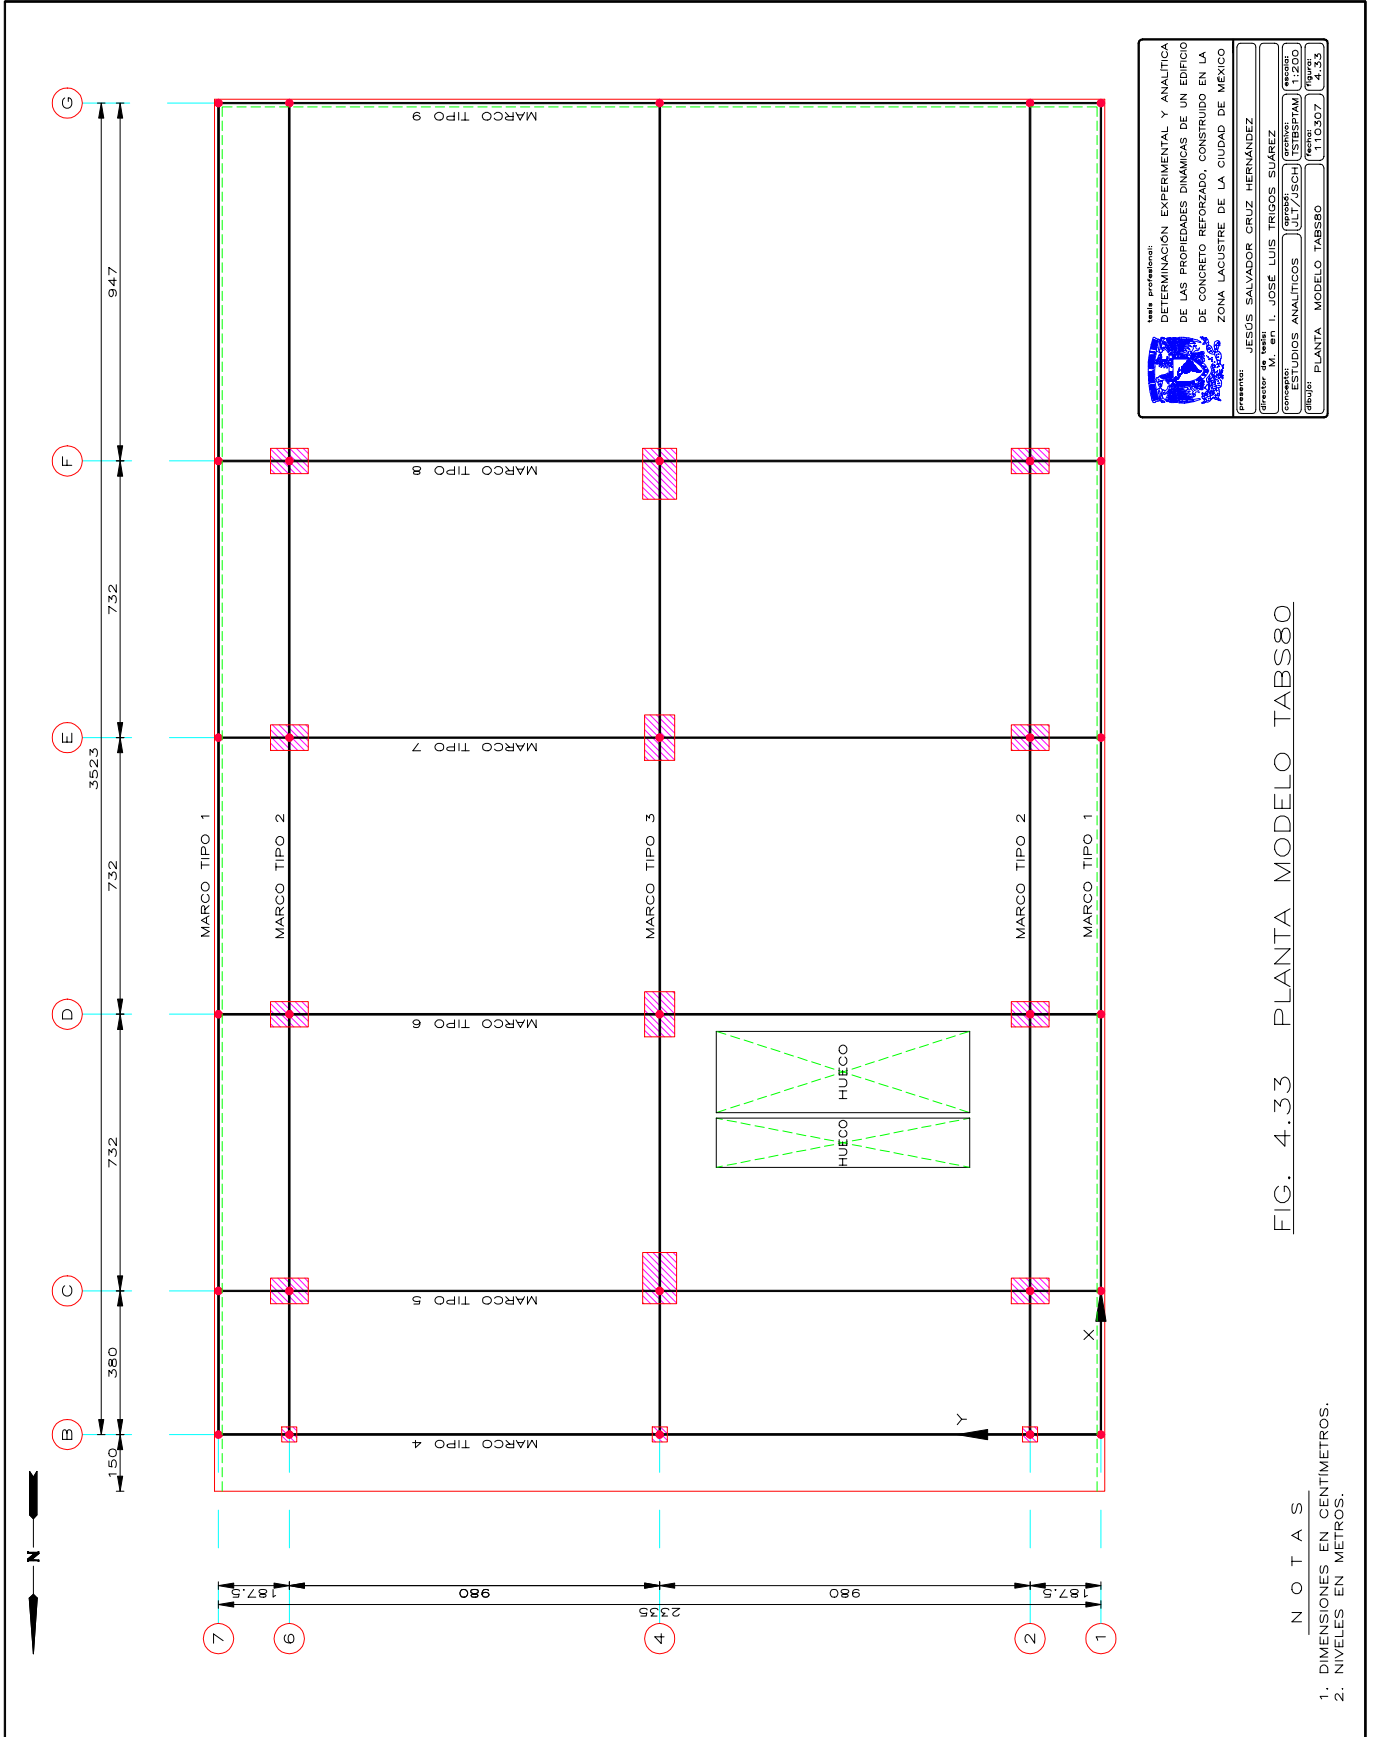 G
F
E
D
C
B
947
732
732
732
380
150
3523
MARCO TIPO 9
MARCO TIPO 8
MARCO TIPO 7
MARCO TIPO 6
MARCO TIPO 5
MARCO TIPO 4
MARCO TIPO 1
MARCO TIPO 2
MARCO TIPO 3
MARCO TIPO 2
MARCO TIPO 1
HUECO
HUECO
X
Y
N
187.5
980
980
187.5
2335
7
6
4
2
1
FIG. 4.33 PLANTA MODELO TABS80
N O T A S
1. DIMENSIONES EN CENTÍMETROS.
2. NIVELES EN METROS.
tesis profesional:
DETERMINACIÓN EXPERIMENTAL Y ANALÍTICA
DE LAS PROPIEDADES DINÁMICAS DE UN EDIFICIO
DE CONCRETO REFORZADO, CONSTRUIDO EN LA
ZONA LACUSTRE DE LA CIUDAD DE MÉXICO
presenta:
JESÚS SALVADOR CRUZ HERNÁNDEZ
director de tesis:
M. en I. JOSÉ LUIS TRIGOS SUÁREZ
concepto:
ESTUDIOS ANALÍTICOS
aprobó:
JLT/JSCH
archivo:
TSTBSPTAM
escala:
1:200
dibujo:
PLANTA MODELO TABS80
fecha:
110307
figura:
4.33